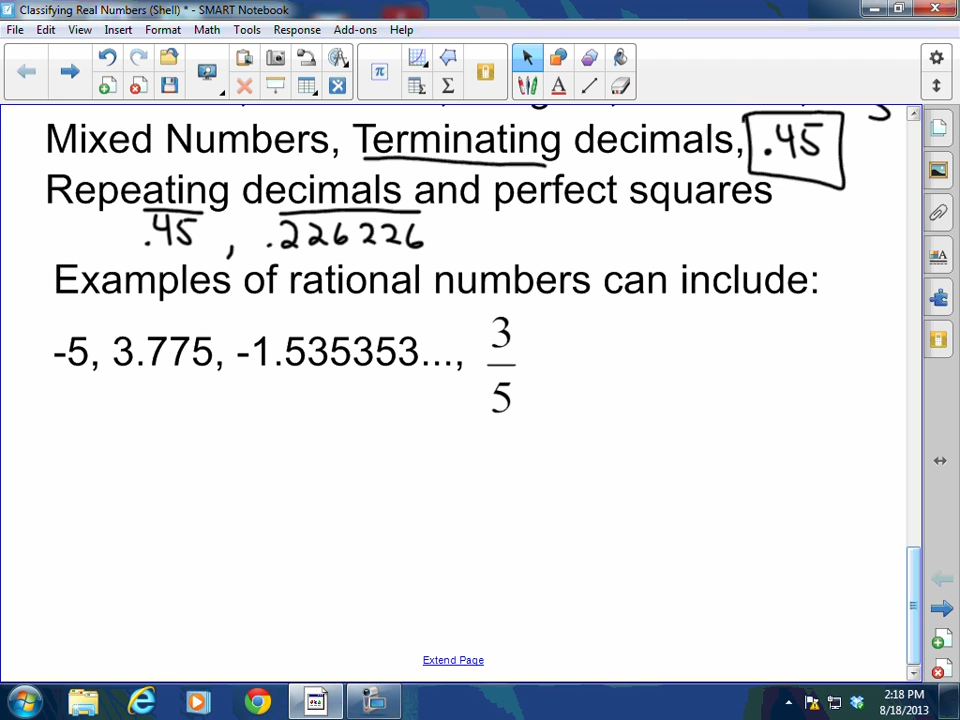 Classifying Real Numbers (Shell) * - SMART Notebook
File Edit View Insert Format Math Tools Response Add-ons Help
Mixed Numbers, Terminating decimals, .45
Repeating decimals and perfect squares
.45 , .226226
Examples of rational numbers can include:
-5, 3.775, -1.535353..., 3
5
Extend Page
2:18 PM
8/18/2013